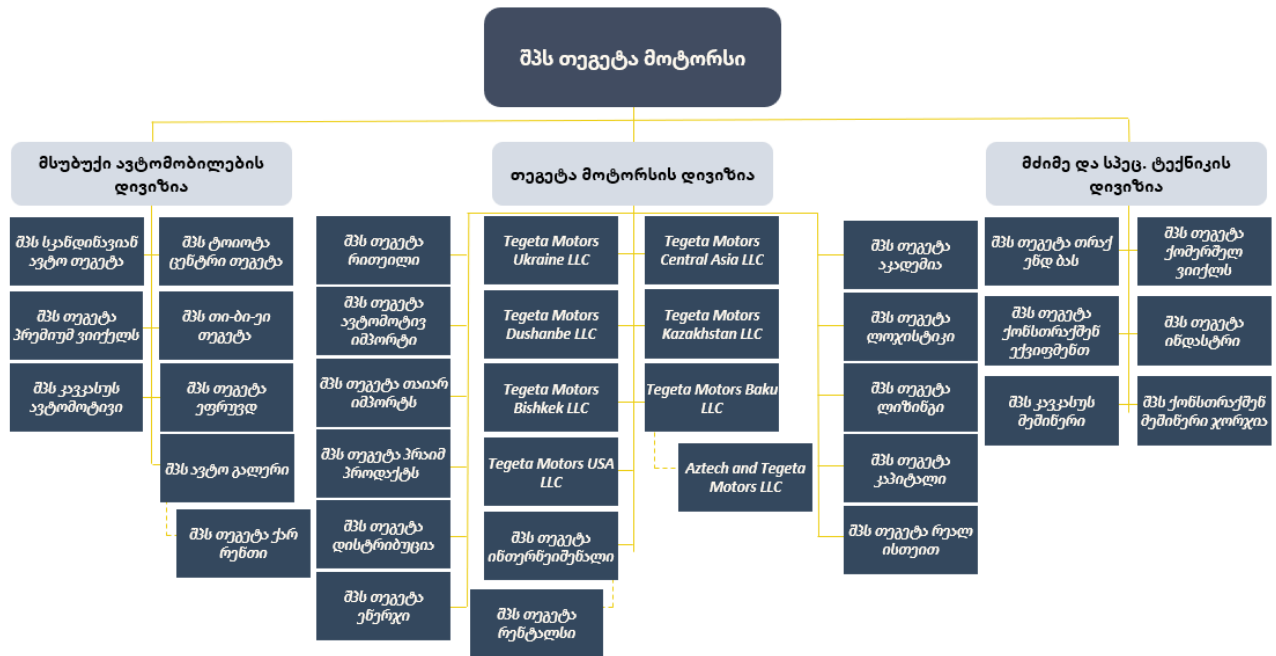 შპს თეგეტა მოტორსი
მსუბუქი ავტომობილების
დივიზია
თეგეტა მოტორსის დივიზია
მძიმე და სპეც. ტექნიკის
დივიზია
შპს სკანდინავიან
ავტო თეგეტა
შპს ტოიოტა
ცენტრი თეგეტა
შპს თეგეტა
პრემიუმ ვიიქელს
შპს თი-ბი-ეი
თეგეტა
შპს კავკასუს
ავტომოტივი
შპს თეგეტა
ეფრუვდ
შპს ავტო გალერი
შპს თეგეტა ქარ
რენთი
შპს თეგეტა
რითეილი
შპს თეგეტა
ავტომოტივ
იმპორტი
შპს თეგეტა თაიარ
იმპორტს
შპს თეგეტა პრაიმ
პროდაქტს
შპს თეგეტა
დისტრიბუცია
შპს თეგეტა
ენერჯი
Tegeta Motors
Ukraine LLC
Tegeta Motors
Central Asia LLC
Tegeta Motors
Dushanbe LLC
Tegeta Motors
Kazakhstan LLC
Tegeta Motors
Bishkek LLC
Tegeta Motors Baku
LLC
Tegeta Motors USA
LLC
Aztech and Tegeta
Motors LLC
შპს თეგეტა
ინთერნეიშენალი
შპს თეგეტა
რენტალსი
შპს თეგეტა
აკადემია
შპს თეგეტა
ლოჯისტიკი
შპს თეგეტა
ლიზინგი
შპს თეგეტა
კაპიტალი
შპს თეგეტა რეალ
ისთეით
შპს თეგეტა თრაქ
ენდ ბას
შპს თეგეტა
ქომერშელ
ვიიქლს
შპს თეგეტა
ქონსთრაქშენ
ექვიფმენთ
შპს თეგეტა
ინდასტრი
შპს კავკასუს
მეშინერი
შპს ქონსთრაქშენ
მეშინერი ჯორჯია